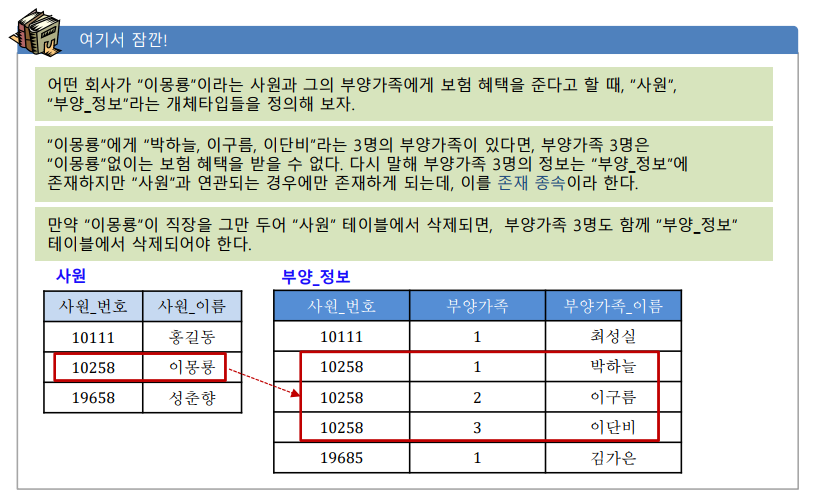 여기서 잠깐!
어떤 회사가 “이몽룡”이라는 사원과 그의 부양가족에게 보험 혜택을 준다고 할 때, “사원”,
“부양_정보”라는 개체타입들을 정의해 보자.
“이몽룡”에게 “박하늘, 이구름, 이단비”라는 3명의 부양가족이 있다면, 부양가족 3명은
“이몽룡”없이는 보험 혜택을 받을 수 없다. 다시 말해 부양가족 3명의 정보는 “부양_정보”에
존재하지만 “사원”과 연관되는 경우에만 존재하게 되는데, 이를 존재 종속이라 한다.
만약 “이몽룡”이 직장을 그만 두어 “사원” 테이블에서 삭제되면, 부양가족 3명도 함께 “부양_정보”
테이블에서 삭제되어야 한다.
사원
사원_번호 사원_이름
10111 홍길동
10258 이몽룡
19658 성춘향
부양_정보
사원_번호 부양가족 부양가족_이름
10111 1 최성실
10258 1 박하늘
10258 2 이구름
10258 3 이단비
19685 1 김가은